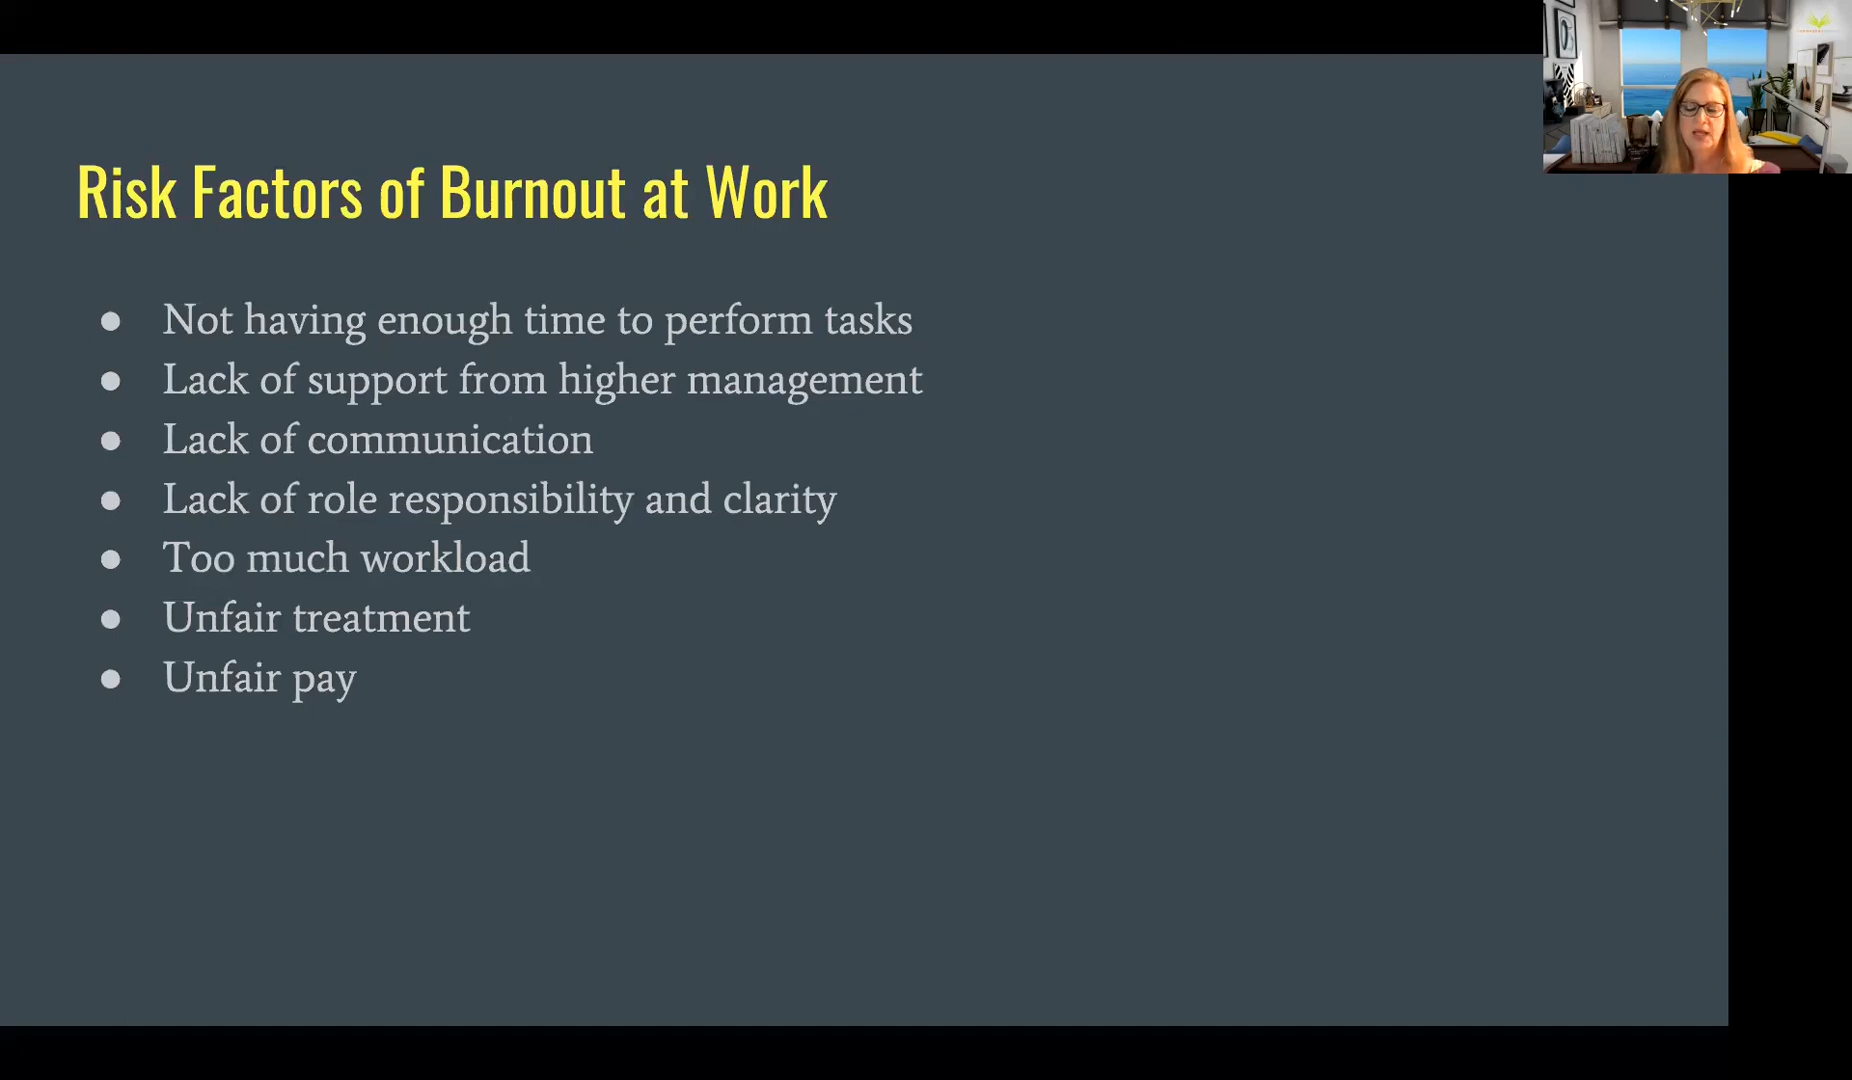 Risk Factors of Burnout at Work
● Not having enough time to perform tasks
● Lack of support from higher management
● Lack of communication
● Lack of role responsibility and clarity
● Too much workload
● Unfair treatment
● Unfair pay